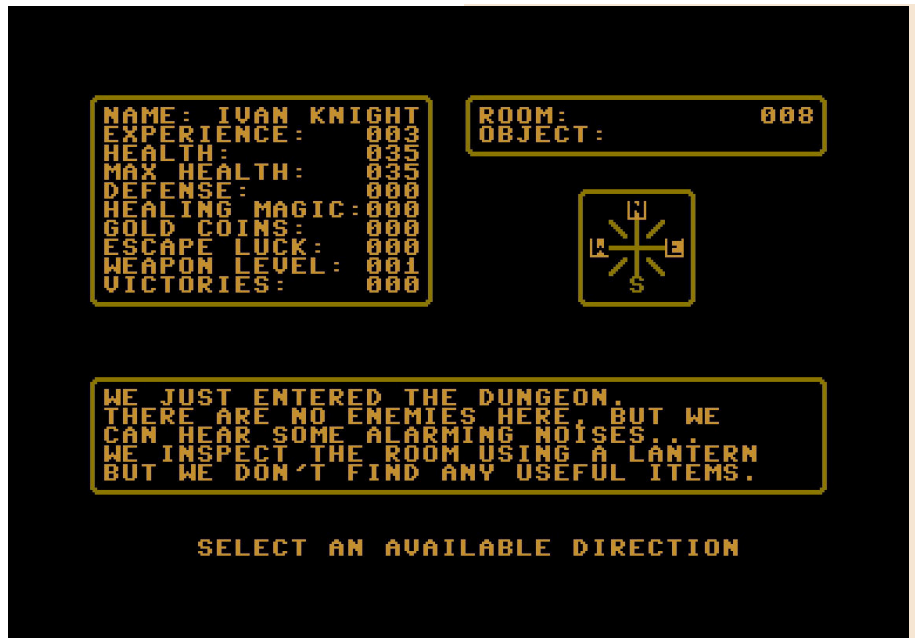 NAME: IVAN KNIGHT
EXPERIENCE: 003
HEALTH: 035
MAX HEALTH: 035
DEFENSE: 000
HEALING MAGIC:000
GOLD COINS: 000
ESCAPE LUCK: 000
WEAPON LEVEL: 001
VICTORIES: 000
ROOM: 008
OBJECT:
N
W E
S
WE JUST ENTERED THE DUNGEON.
THERE ARE NO ENEMIES HERE, BUT WE
CAN HEAR SOME ALARMING NOISES...
WE INSPECT THE ROOM USING A LANTERN
BUT WE DON'T FIND ANY USEFUL ITEMS.
SELECT AN AVAILABLE DIRECTION